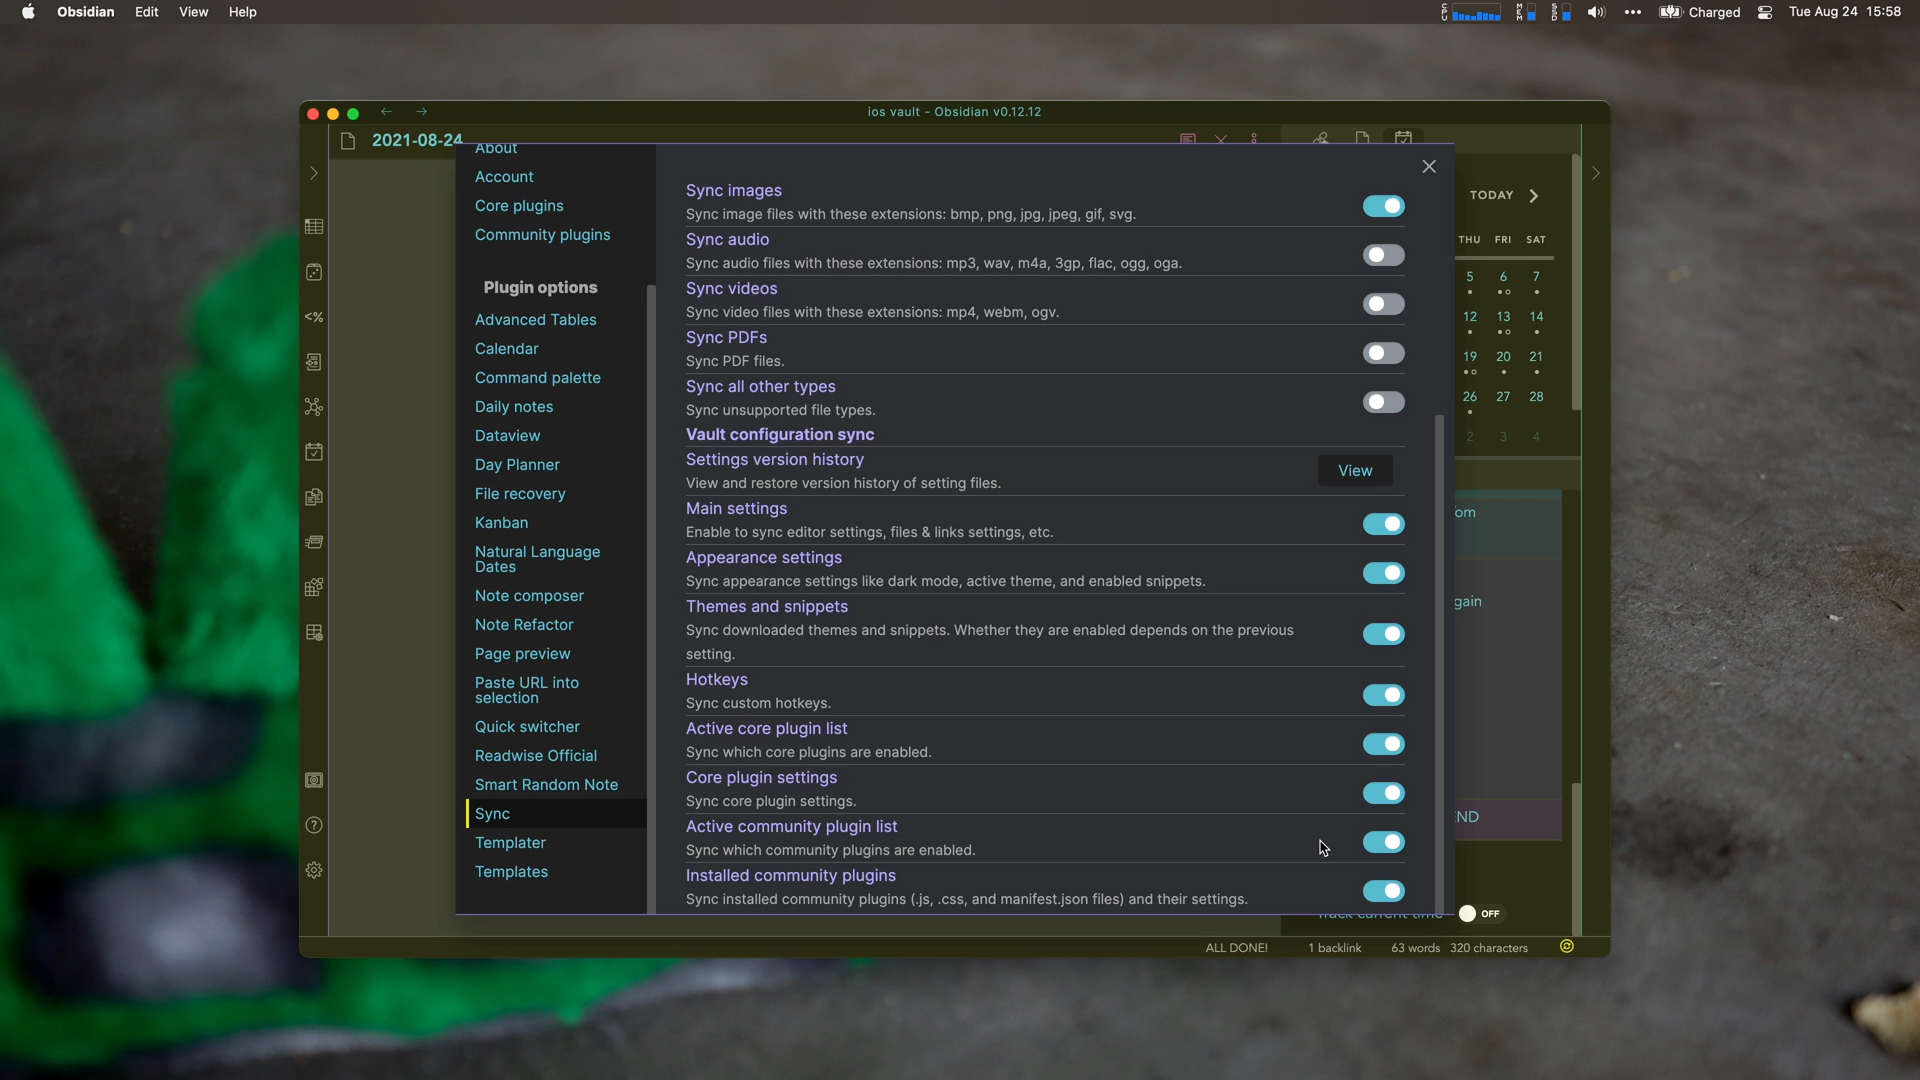 Obsidian Edit View Help
CPU MEM SSD Charged Tue Aug 24 15:58
ios vault - Obsidian v0.12.12
2021-08-24
About
Account
Core plugins
Community plugins
Plugin options
Advanced Tables
Calendar
Command palette
Daily notes
Dataview
Day Planner
File recovery
Kanban
Natural Language
Dates
Note composer
Note Refactor
Page preview
Paste URL into
selection
Quick switcher
Readwise Official
Smart Random Note
Sync
Templater
Templates
Sync images
Sync image files with these extensions: bmp, png, jpg, jpeg, gif, svg.
Sync audio
Sync audio files with these extensions: mp3, wav, m4a, 3gp, flac, ogg, oga.
Sync videos
Sync video files with these extensions: mp4, webm, ogv.
Sync PDFs
Sync PDF files.
Sync all other types
Sync unsupported file types.
Vault configuration sync
Settings version history
View and restore version history of setting files.
View
Main settings
Enable to sync editor settings, files & links settings, etc.
Appearance settings
Sync appearance settings like dark mode, active theme, and enabled snippets.
Themes and snippets
Sync downloaded themes and snippets. Whether they are enabled depends on the previous
setting.
Hotkeys
Sync custom hotkeys.
Active core plugin list
Sync which core plugins are enabled.
Core plugin settings
Sync core plugin settings.
Active community plugin list
Sync which community plugins are enabled.
Installed community plugins
Sync installed community plugins (.js, .css, and manifest.json files) and their settings.
TODAY
THU FRI SAT
5 6 7
12 13 14
19 20 21
26 27 28
2 3 4
om
gain
END
Track current time OFF
ALL DONE! 1 backlink 63 words 320 characters